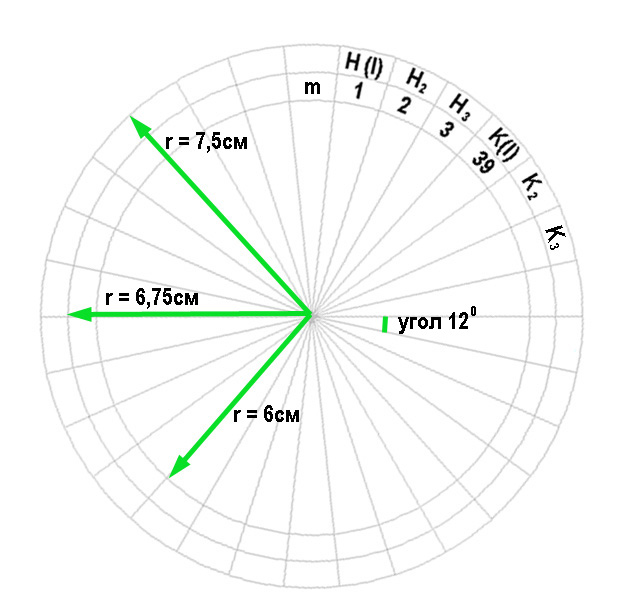 H (l) H₂ H₃ K(l) K₂ K₃
m 1 2 3 39
r = 7,5см
r = 6,75см
угол 12⁰
r = 6см